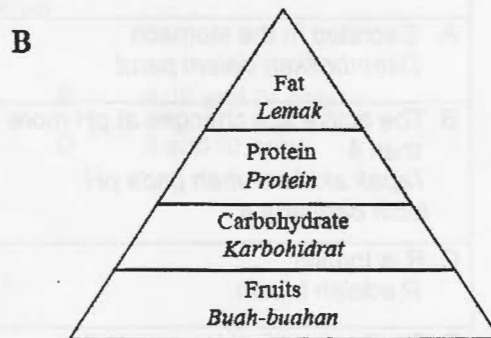 B
Fat
Lemak
Protein
Protein
Carbohydrate
Karbohidrat
Fruits
Buah-buahan